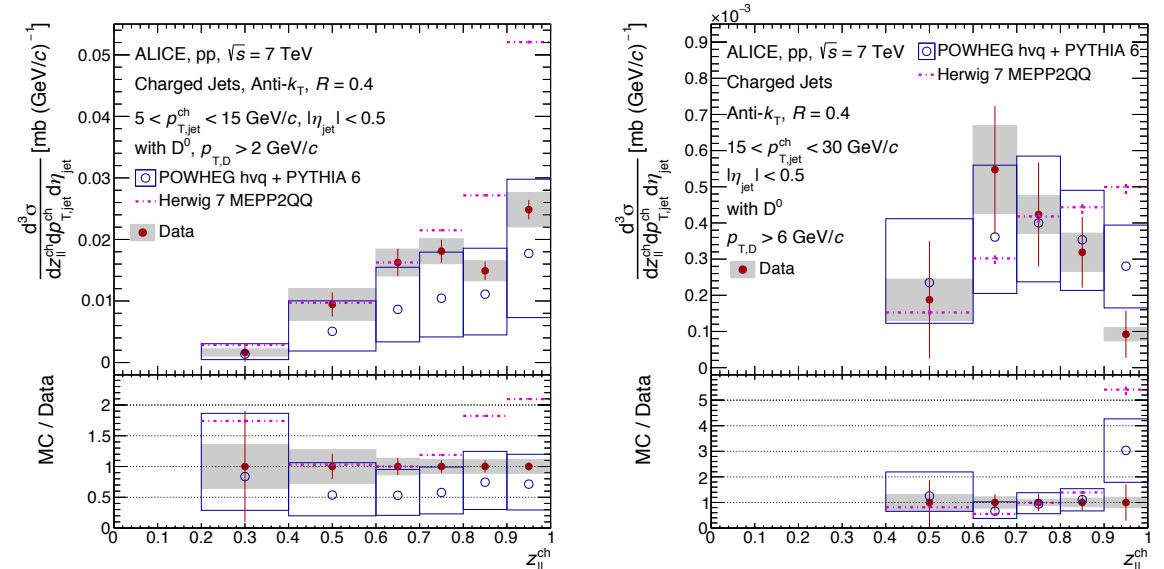 ALICE, pp, √s = 7 TeV
Charged Jets, Anti-k_T, R = 0.4
5 < p^ch_T,jet < 15 GeV/c, |η_jet| < 0.5
with D⁰, p_T,D > 2 GeV/c
POWHEG hvq + PYTHIA 6
Herwig 7 MEPP2QQ
Data
d³σ / dz^ch_|| dp^ch_T,jet dη_jet [mb (GeV/c)⁻¹]
0.05
0.04
0.03
0.02
0.01
0
MC / Data
2
1.5
1
0.5
0
0 0.1 0.2 0.3 0.4 0.5 0.6 0.7 0.8 0.9 1
z^ch_||
×10⁻³
ALICE, pp, √s = 7 TeV
Charged Jets
Anti-k_T, R = 0.4
15 < p^ch_T,jet < 30 GeV/c
|η_jet| < 0.5
with D⁰
p_T,D > 6 GeV/c
Data
POWHEG hvq + PYTHIA 6
Herwig 7 MEPP2QQ
d³σ / dz^ch_|| dp^ch_T,jet dη_jet [mb (GeV/c)⁻¹]
0.9
0.8
0.7
0.6
0.5
0.4
0.3
0.2
0.1
0
MC / Data
5
4
3
2
1
0
0 0.1 0.2 0.3 0.4 0.5 0.6 0.7 0.8 0.9 1
z^ch_||